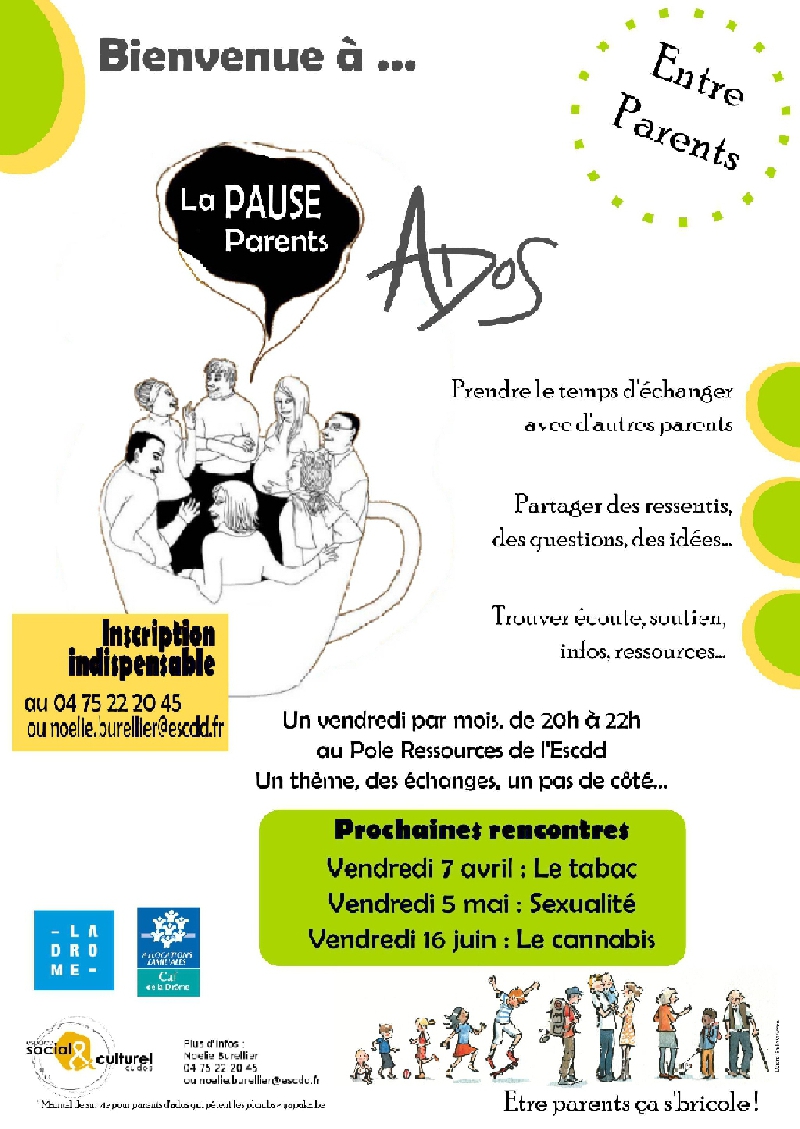 Bienvenue à ...
Entre
Parents
La PAUSE
Parents
ADOS
Prendre le temps d'échanger
avec d'autres parents
Partager des ressentis,
des questions, des idées...
Trouver écoute, soutien,
infos, ressources...
Inscription
indispensable
au 04 75 22 20 45
ou noelle.burellier@escdd.fr
Un vendredi par mois, de 20h à 22h
au Pole Ressources de l'Escdd
Un thème, des échanges, un pas de côté...
Prochaines rencontres
Vendredi 7 avril : Le tabac
Vendredi 5 mai : Sexualité
Vendredi 16 juin : Le cannabis
- LA
DRO
ME -
ALLOCATIONS
FAMILIALES
Caf
de la Drôme
espace
social & culturel
du dios
Plus d'infos :
Noelle Burellier
04 75 22 20 45
ou noelle.burellier@escdd.fr
Etre parents ça s'bricole !